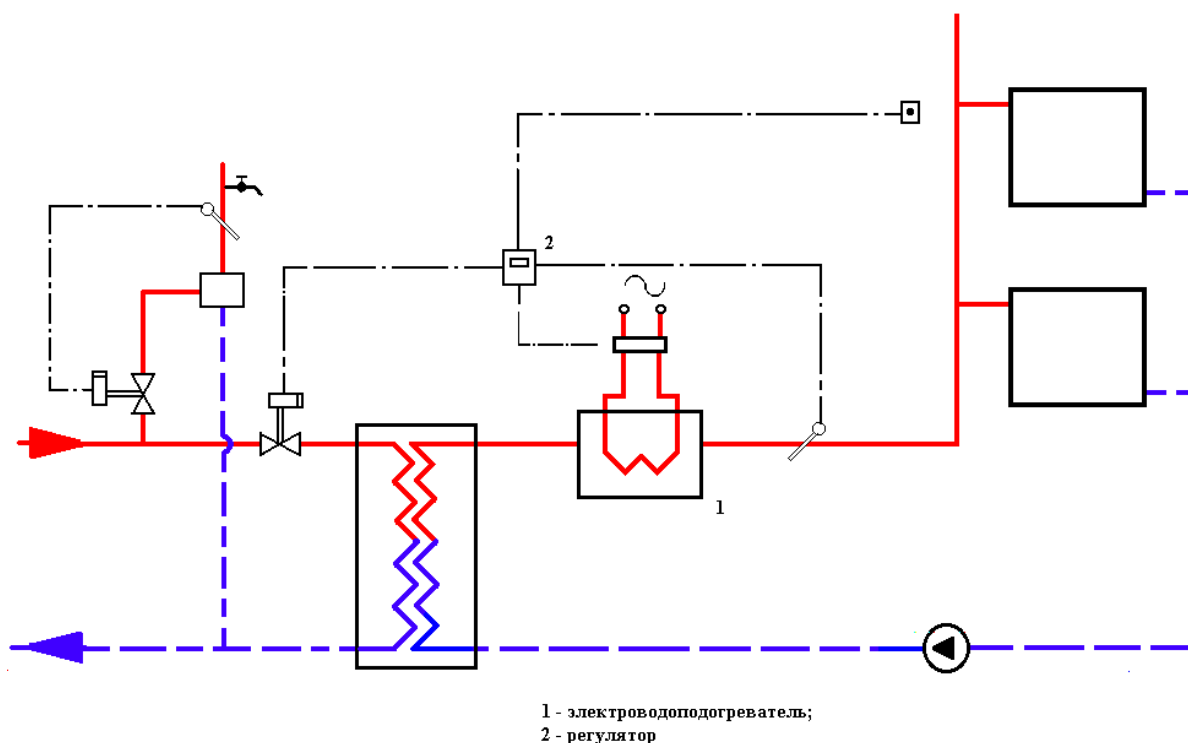 2
1
1 - электроводоподогреватель;
2 - регулятор